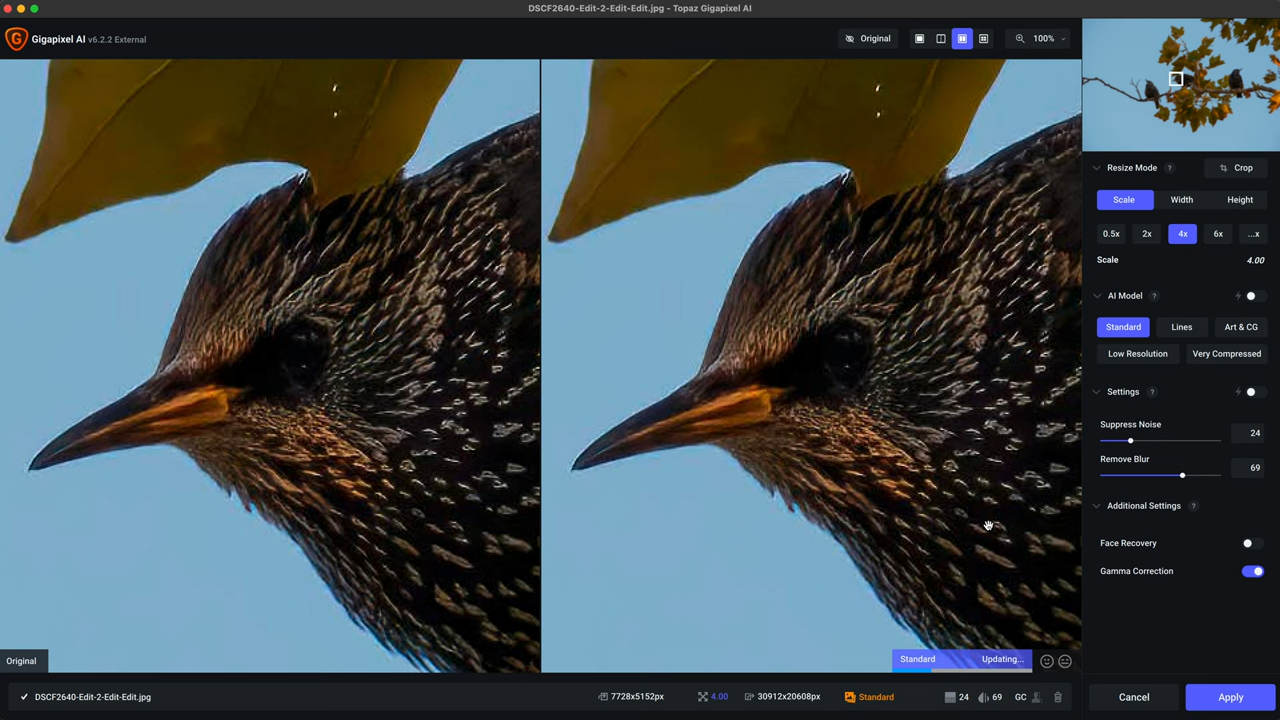 DSCF2640-Edit-2-Edit-Edit.jpg - Topaz Gigapixel AI
Gigapixel AI v6.2.2 External
Original
100%
Resize Mode ? Crop
Scale Width Height
0.5x 2x 4x 6x ...x
Scale 4.00
AI Model ?
Standard Lines Art & CG
Low Resolution Very Compressed
Settings ?
Suppress Noise
24
Remove Blur
69
Additional Settings ?
Face Recovery
Gamma Correction
Original
Standard Updating...
DSCF2640-Edit-2-Edit-Edit.jpg 7728x5152px 4.00 30912x20608px Standard 24 69 GC
Cancel Apply